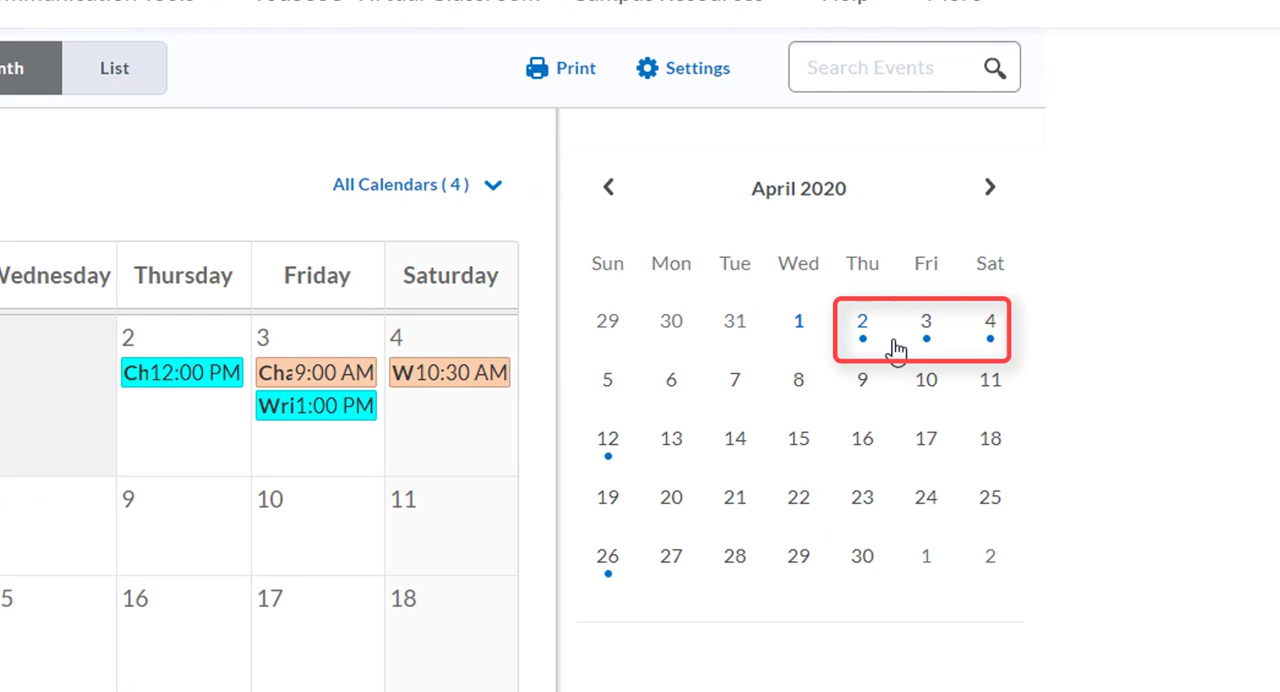 Help
More
nth List Print Settings Search Events
All Calendars ( 4 )
April 2020
Sun Mon Tue Wed Thu Fri Sat
Thursday Friday Saturday
29 30 31 1 2 3 4
2 3 4
Ch12:00 PM Cha9:00 AM W10:30 AM
Wri1:00 PM
5 6 7 8 9 10 11
12 13 14 15 16 17 18
9 10 11
19 20 21 22 23 24 25
26 27 28 29 30 1 2
5 16 17 18